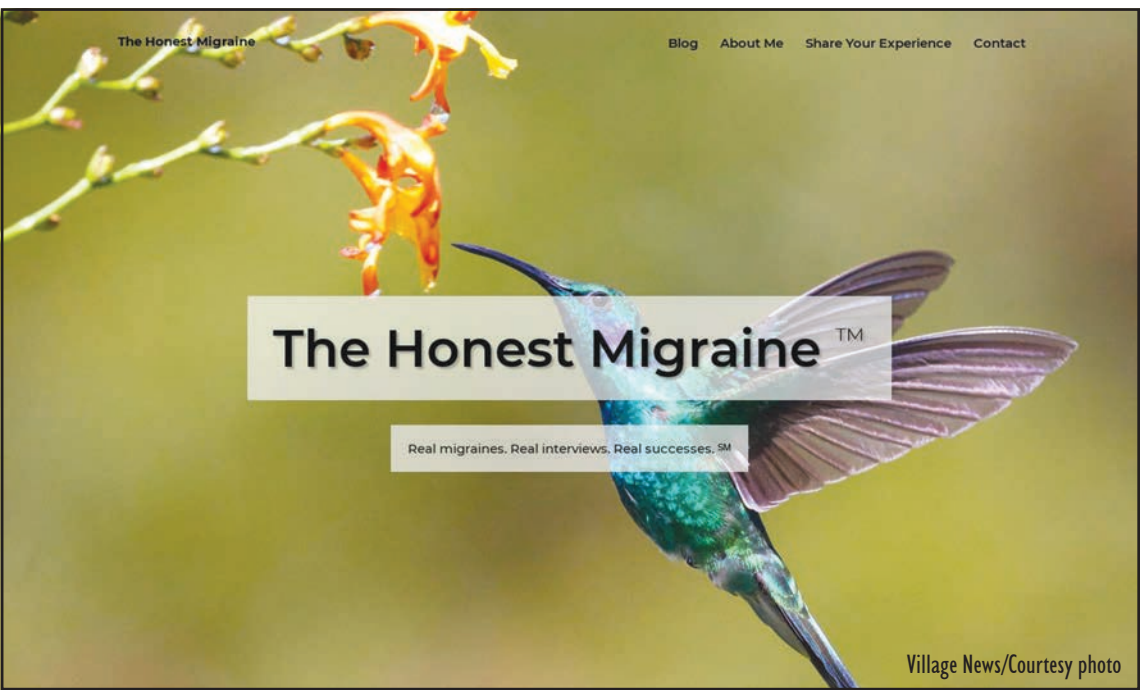 The Honest Migraine
Blog About Me Share Your Experience Contact
The Honest Migraine ™
Real migraines. Real interviews. Real successes. ℠
Village News/Courtesy photo